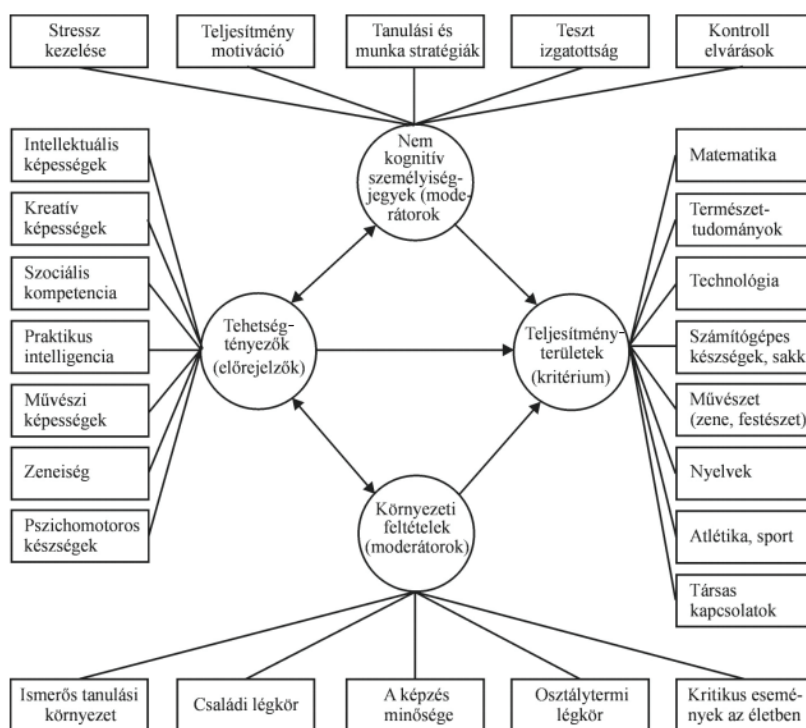 Stressz
kezelése
Teljesítmény
motiváció
Tanulási és
munka stratégiák
Teszt
izgatottság
Kontroll
elvárások
Nem
kognitív
személyiség-
jegyek (mode-
rátorok
Intellektuális
képességek
Kreatív
képességek
Szociális
kompetencia
Praktikus
intelligencia
Művészi
képességek
Zeneiség
Pszichomotoros
készségek
Tehetség-
tényezők
(előrejelzők)
Teljesítmény-
területek
(kritérium)
Matematika
Természet-
tudományok
Technológia
Számítógépes
készségek, sakk
Művészet
(zene, festészet)
Nyelvek
Atlétika, sport
Társas
kapcsolatok
Környezeti
feltételek
(moderátorok)
Ismerős tanulási
környezet
Családi légkör
A képzés
minősége
Osztálytermi
légkör
Kritikus esemé-
nyek az életben